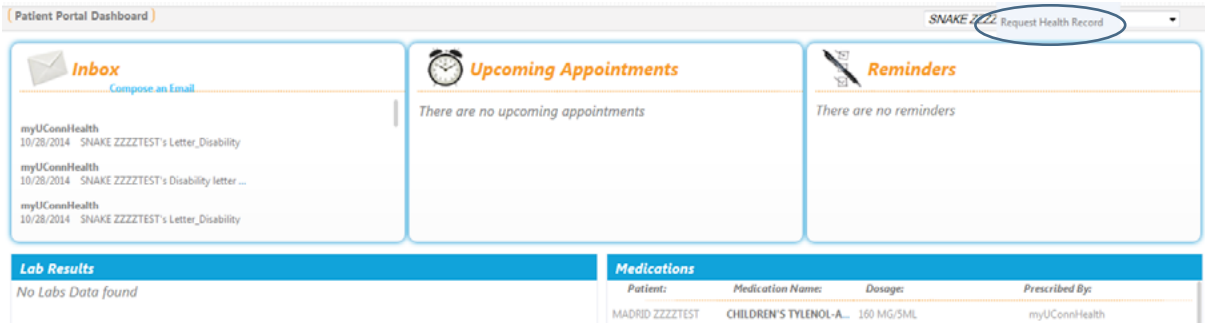 Patient Portal Dashboard
SNAKE ZZZZ Request Health Record
Inbox
Compose an Email
myUConnHealth
10/28/2014 SNAKE ZZZZTEST's Letter_Disability
myUConnHealth
10/28/2014 SNAKE ZZZZTEST's Disability letter ...
myUConnHealth
10/28/2014 SNAKE ZZZZTEST's Letter_Disability
Upcoming Appointments
There are no upcoming appointments
Reminders
There are no reminders
Lab Results
No Labs Data found
Medications
Patient: Medication Name: Dosage: Prescribed By:
MADRID ZZZZTEST CHILDREN'S TYLENOL-A... 160 MG/5ML myUConnHealth